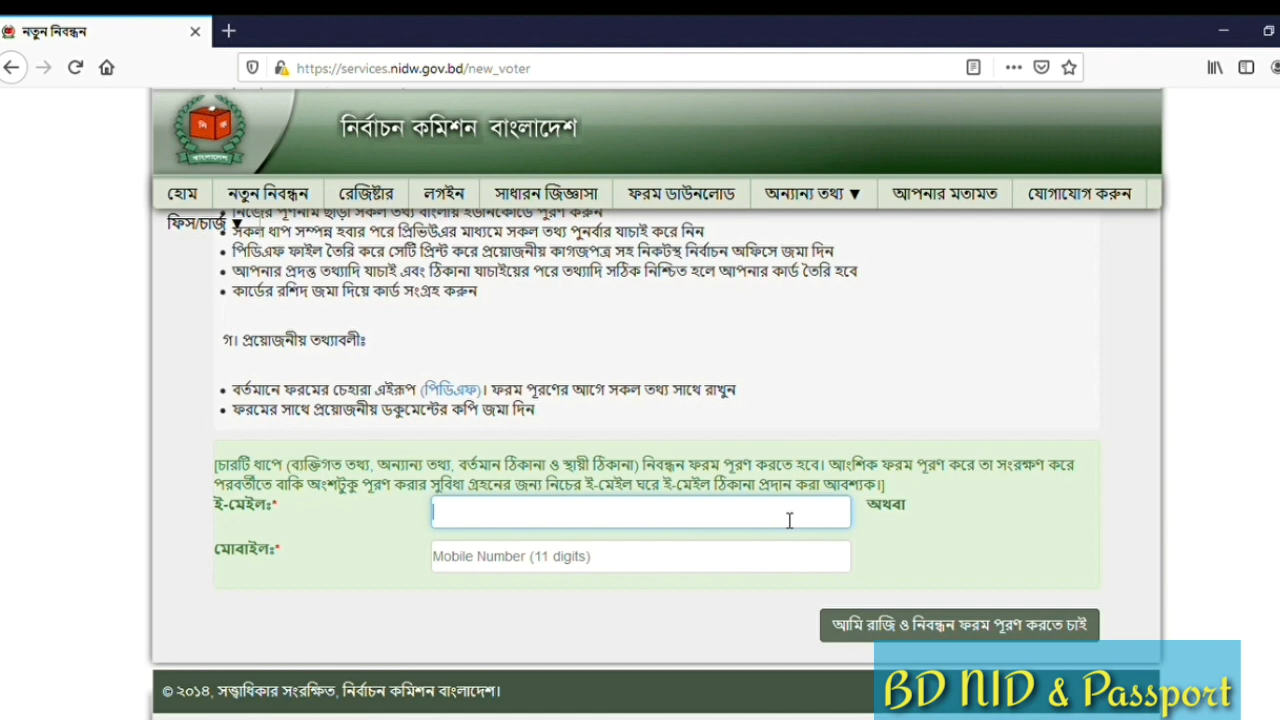 নতুন নিবন্ধন
https://services.nidw.gov.bd/new_voter
নির্বাচন কমিশন বাংলাদেশ
হোম নতুন নিবন্ধন রেজিষ্টার লগইন সাধারন জিজ্ঞাসা ফরম ডাউনলোড অন্যান্য তথ্য ▼ আপনার মতামত যোগাযোগ করুন
ফিস/চার্জ ▼
নিজের পূর্ণনাম ছাড়া সকল তথ্য বাংলায় ইউনিকোডে পূরণ করুন
সকল ধাপ সম্পন্ন হবার পরে প্রিভিউএর মাধ্যমে সকল তথ্য পুনর্বার যাচাই করে নিন
• পিডিএফ ফাইল তৈরি করে সেটি প্রিন্ট করে প্রয়োজনীয় কাগজপত্র সহ নিকটস্থ নির্বাচন অফিসে জমা দিন
• আপনার প্রদত্ত তথ্যাদি যাচাই এবং ঠিকানা যাচাইয়ের পরে তথ্যাদি সঠিক নিশ্চিত হলে আপনার কার্ড তৈরি হবে
• কার্ডের রশিদ জমা দিয়ে কার্ড সংগ্রহ করুন
গ। প্রয়োজনীয় তথ্যাবলীঃ
• বর্তমানে ফরমের চেহারা এইরূপ (পিডিএফ)। ফরম পূরণের আগে সকল তথ্য সাথে রাখুন
• ফরমের সাথে প্রয়োজনীয় ডকুমেন্টের কপি জমা দিন
[চারটি ধাপে (ব্যক্তিগত তথ্য, অন্যান্য তথ্য, বর্তমান ঠিকানা ও স্থায়ী ঠিকানা) নিবন্ধন ফরম পূরণ করতে হবে। আংশিক ফরম পূরণ করে তা সংরক্ষণ করে
পরবর্তীতে বাকি অংশটুকু পূরণ করার সুবিধা গ্রহনের জন্য নিচের ই-মেইল ঘরে ই-মেইল ঠিকানা প্রদান করা আবশ্যক।]
ই-মেইলঃ* অথবা
মোবাইলঃ* Mobile Number (11 digits)
আমি রাজি ও নিবন্ধন ফরম পূরণ করতে চাই
© ২০১৪, সত্ত্বাধিকার সংরক্ষিত, নির্বাচন কমিশন বাংলাদেশ।
BD NID & Passport